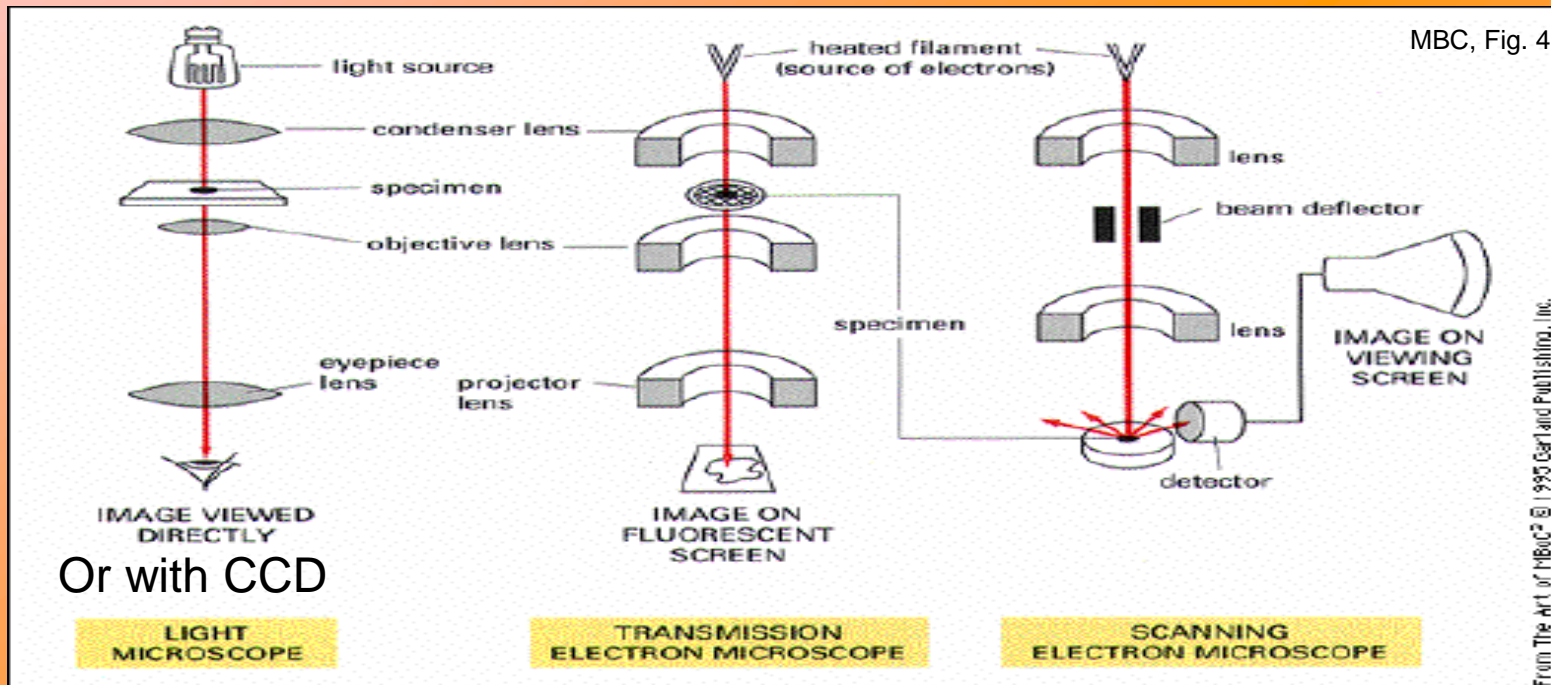 MBC, Fig. 4
light source
heated filament
(source of electrons)
condenser lens
lens
specimen
beam deflector
objective lens
specimen
lens
eyepiece
lens
projector
lens
IMAGE ON
VIEWING
SCREEN
detector
IMAGE VIEWED
DIRECTLY
Or with CCD
IMAGE ON
FLUORESCENT
SCREEN
LIGHT
MICROSCOPE
TRANSMISSION
ELECTRON MICROSCOPE
SCANNING
ELECTRON MICROSCOPE
From The Art of MBoC² © 1995 Garland Publishing, Inc.